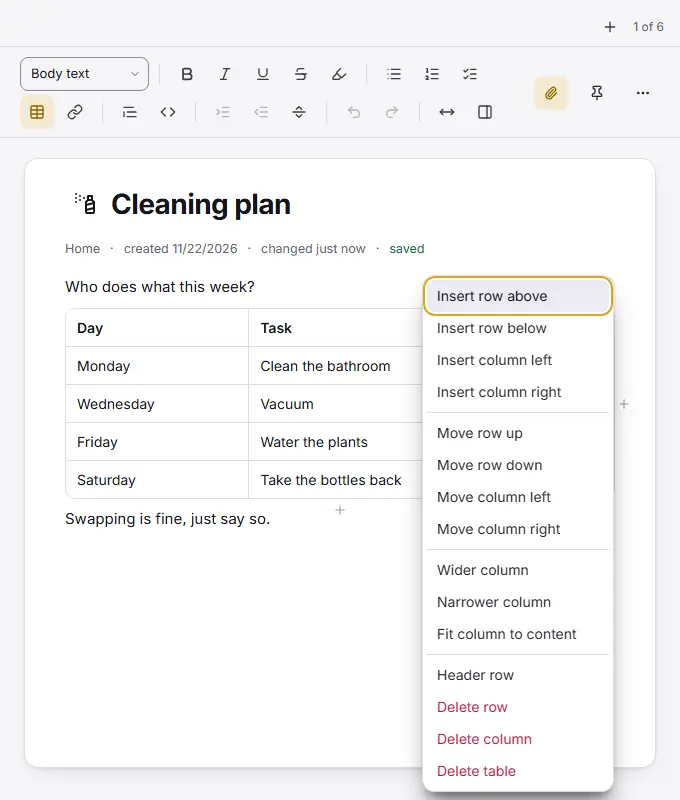 1 of 6
Body text
Cleaning plan
Home · created 11/22/2026 · changed just now · saved
Who does what this week?
Day Task
Monday Clean the bathroom
Wednesday Vacuum
Friday Water the plants
Saturday Take the bottles back
Swapping is fine, just say so.
Insert row above
Insert row below
Insert column left
Insert column right
Move row up
Move row down
Move column left
Move column right
Wider column
Narrower column
Fit column to content
Header row
Delete row
Delete column
Delete table